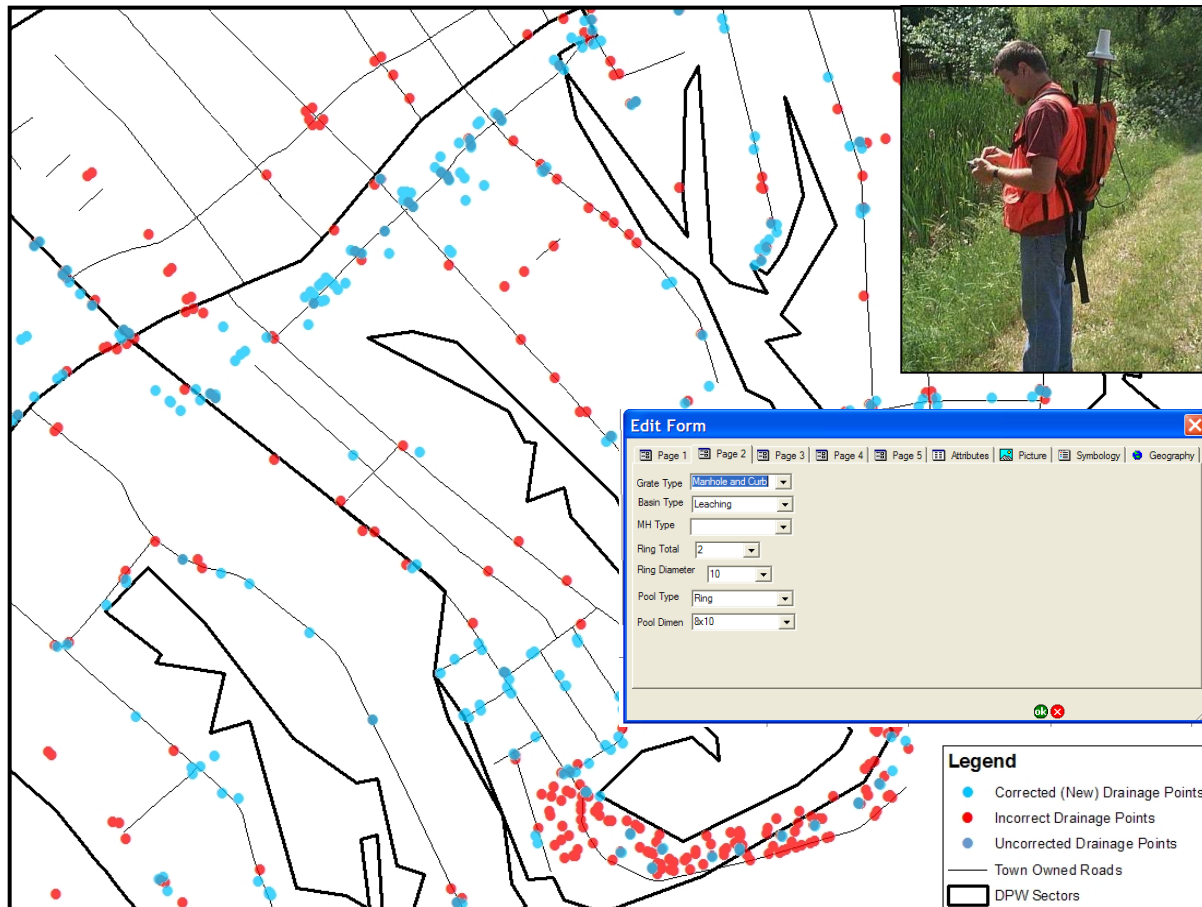 Edit Form
Page 1 Page 2 Page 3 Page 4 Page 5 Attributes Picture Symbology Geography
Grate Type Manhole and Curb
Basin Type Leaching
MH Type
Ring Total 2
Ring Diameter 10
Pool Type Ring
Pool Dimen 8x10
ok
Legend
Corrected (New) Drainage Points
Incorrect Drainage Points
Uncorrected Drainage Points
Town Owned Roads
DPW Sectors